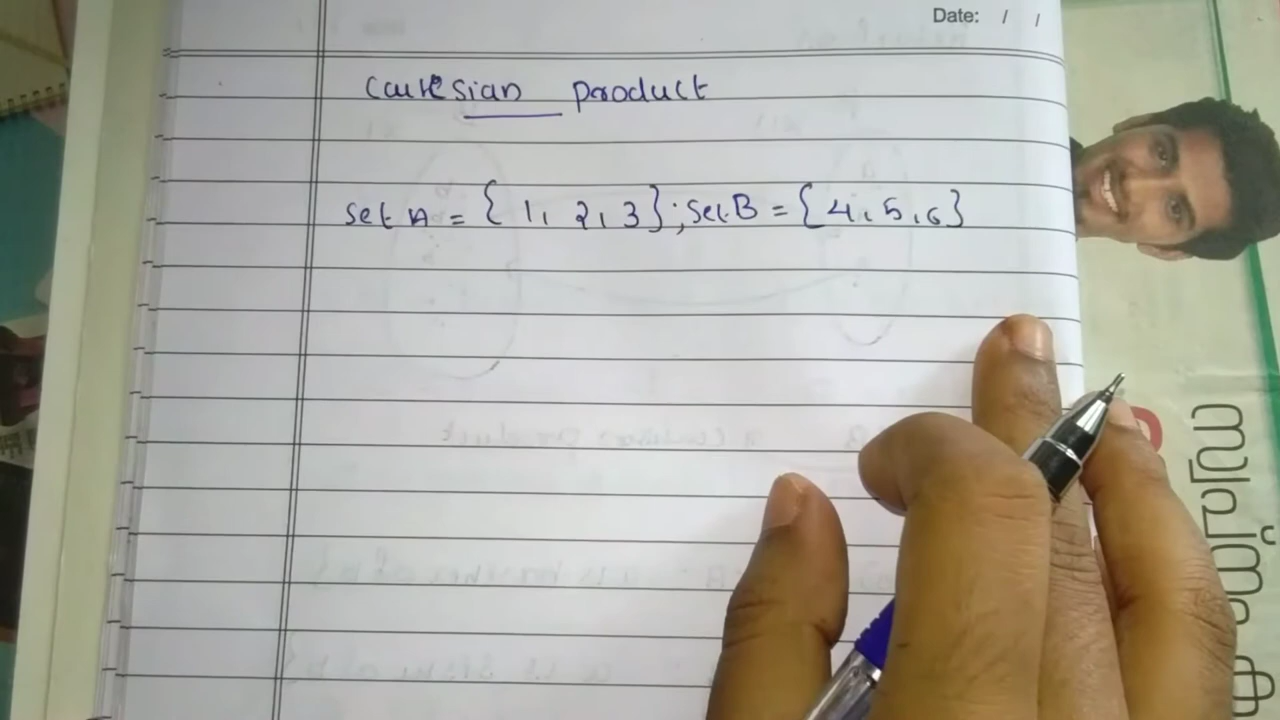 Date: / /
Cartesian product
Set A = { 1, 2, 3 } ; Set B = { 4, 5, 6 }